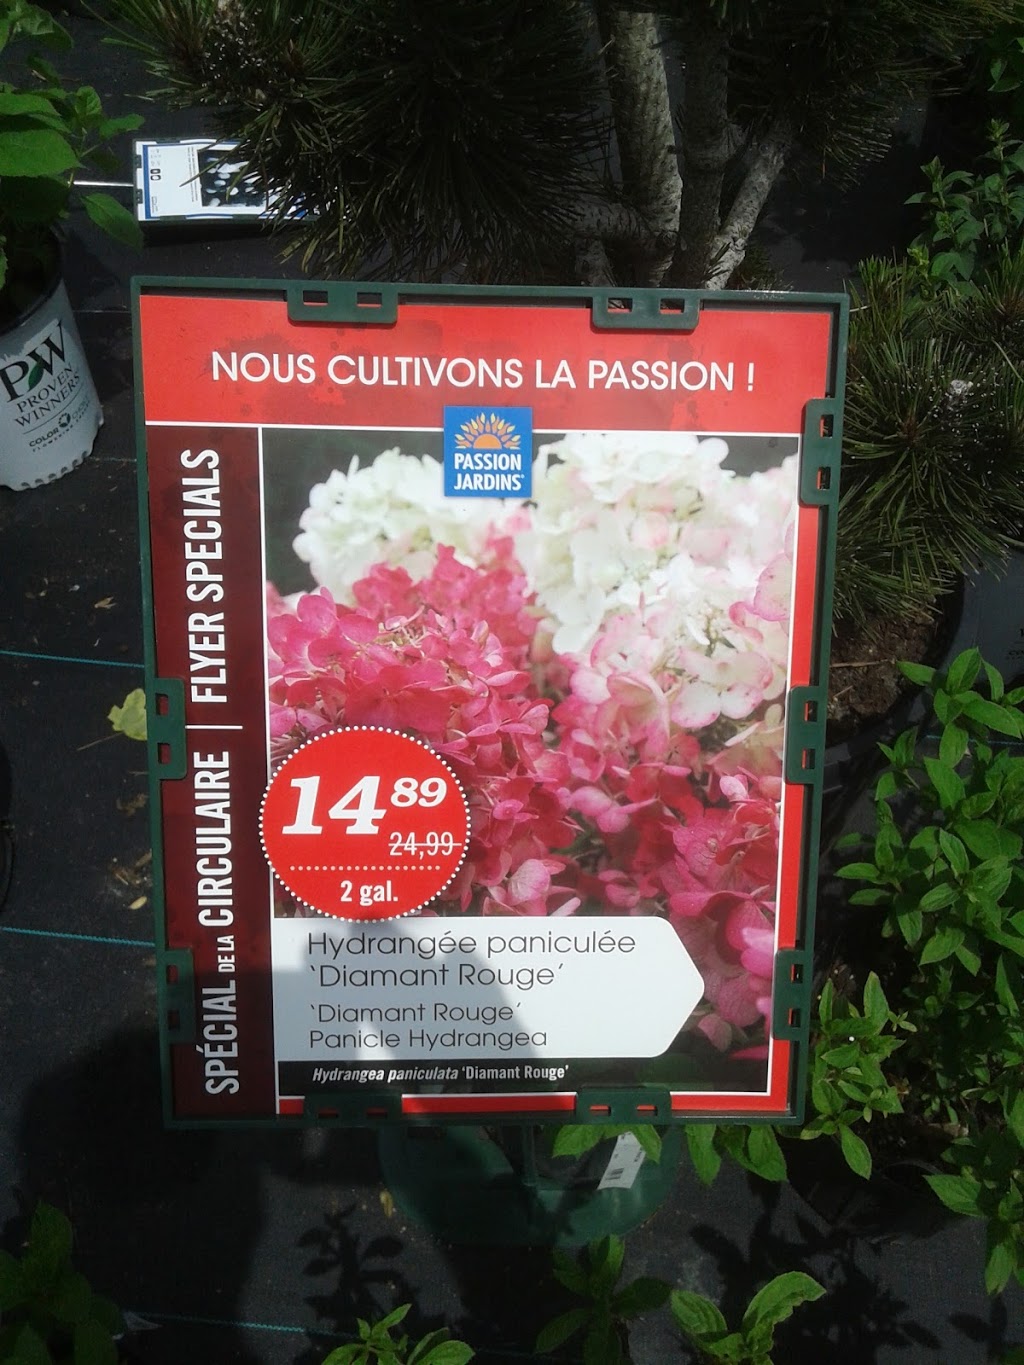 NOUS CULTIVONS LA PASSION !
PASSION
JARDINS
SPÉCIAL DE LA CIRCULAIRE | FLYER SPECIALS
14 89
24,99
2 gal.
Hydrangée paniculée
‘Diamant Rouge’
‘Diamant Rouge’
Panicle Hydrangea
Hydrangea paniculata ‘Diamant Rouge’
PW
PROVEN
WINNERS
COLOR